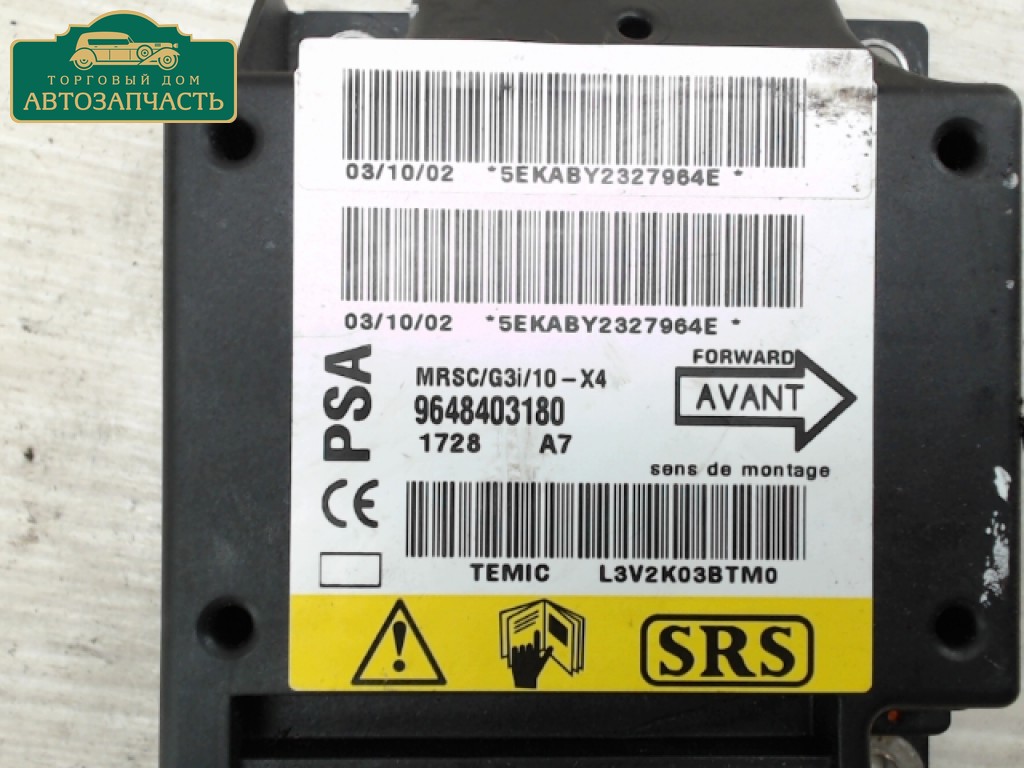 ТОРГОВЫЙ ДОМ
АВТОЗАПЧАСТЬ
03/10/02 *5EKABY2327964E *
03/10/02 *5EKABY2327964E *
PSA
MRSC/G3i/10-X4
9648403180
1728 A7
FORWARD
AVANT
sens de montage
CE
TEMIC L3V2K03BTM0
SRS